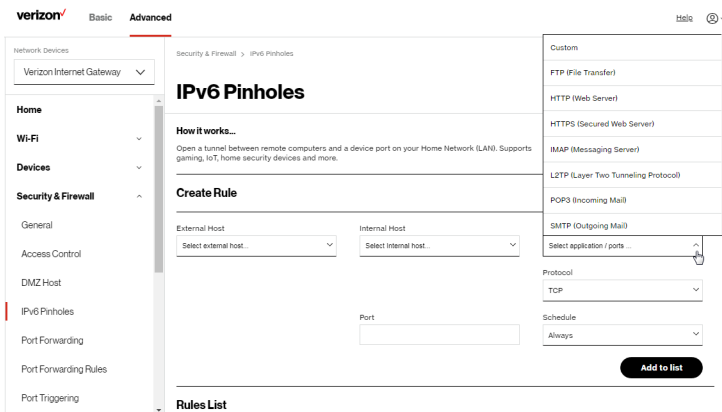 verizon
Basic
Advanced
Help
Network Devices
Verizon Internet Gateway
Home
Wi-Fi
Devices
Security & Firewall
General
Access Control
DMZ Host
IPv6 Pinholes
Port Forwarding
Port Forwarding Rules
Port Triggering
Security & Firewall > IPv6 Pinholes
IPv6 Pinholes
How it works...
Open a tunnel between remote computers and a device port on your Home Network (LAN). Supports
gaming, IoT, home security devices and more.
Create Rule
External Host
Select external host...
Internal Host
Select Internal host...
Custom
FTP (File Transfer)
HTTP (Web Server)
HTTPS (Secured Web Server)
IMAP (Messaging Server)
L2TP (Layer Two Tunneling Protocol)
POP3 (Incoming Mail)
SMTP (Outgoing Mail)
Select application / ports ...
Protocol
TCP
Port
Schedule
Always
Add to list
Rules List